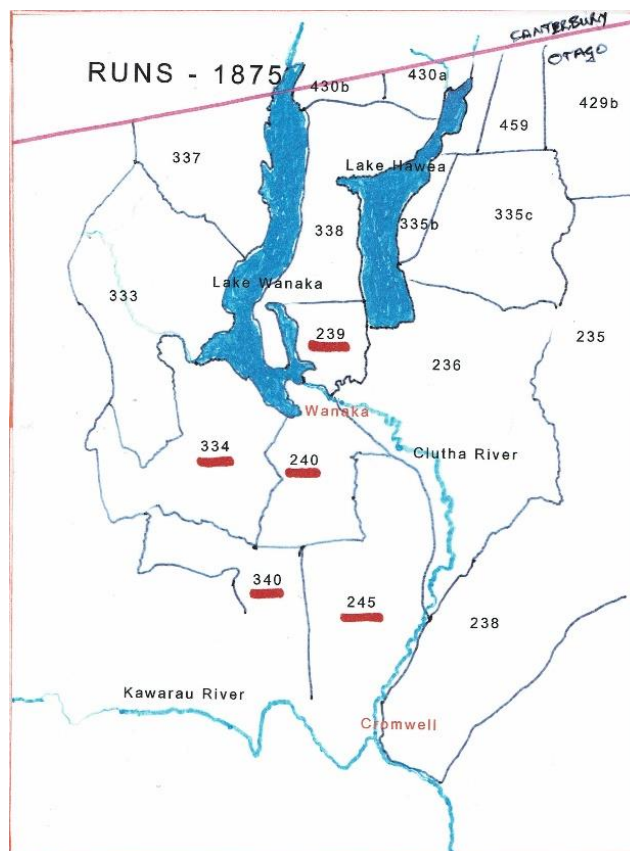 CANTERBURY
OTAGO
RUNS - 1875
430b
430a
459
429b
337
Lake Hawea
335b
335c
338
Lake Wanaka
333
239
235
236
Wanaka
334
240
Clutha River
340
245
238
Kawarau River
Cromwell